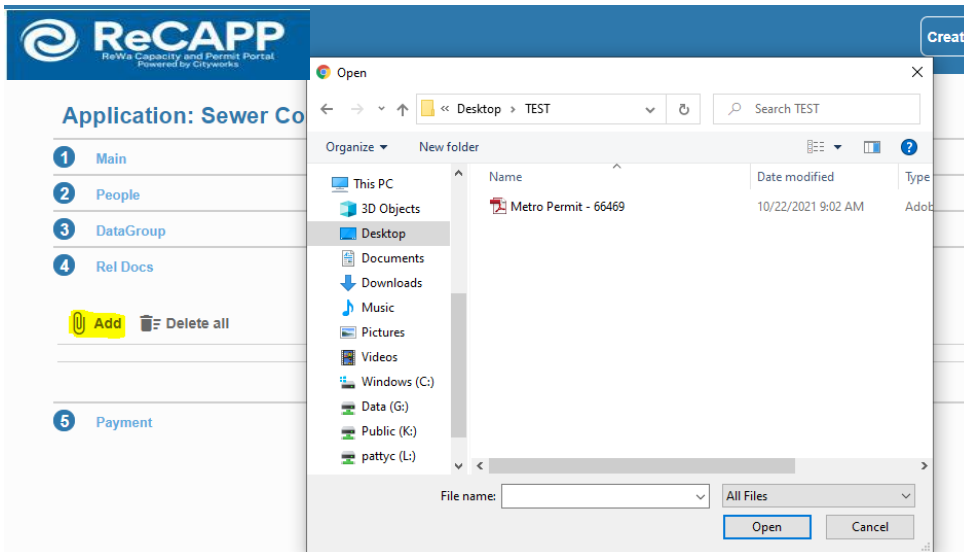 ReCAPP
ReWa Capacity and Permit Portal
Powered by Cityworks
Creat
Application: Sewer Co
1 Main
2 People
3 DataGroup
4 Rel Docs
Add Delete all
5 Payment
Open
« Desktop › TEST
Search TEST
Organize New folder
Name Date modified Type
Metro Permit - 66469 10/22/2021 9:02 AM Adob
This PC
3D Objects
Desktop
Documents
Downloads
Music
Pictures
Videos
Windows (C:)
Data (G:)
Public (K:)
pattyc (L:)
File name: All Files
Open Cancel